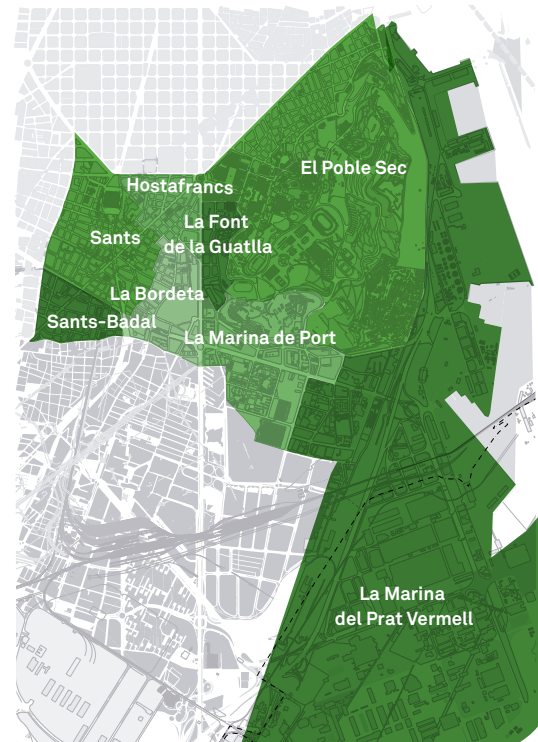 El Poble Sec
Hostafrancs
La Font
de la Guatlla
Sants
La Bordeta
Sants-Badal
La Marina de Port
La Marina
del Prat Vermell